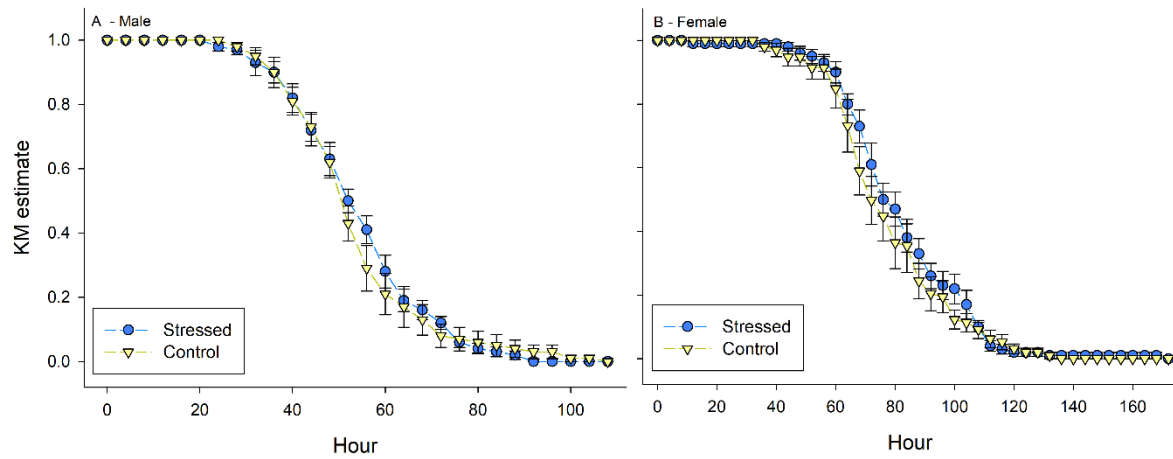 A - Male
B - Female
KM estimate
1.0
0.8
0.6
0.4
0.2
0.0
Stressed
Control
Stressed
Control
0 20 40 60 80 100
0 20 40 60 80 100 120 140 160
Hour
Hour